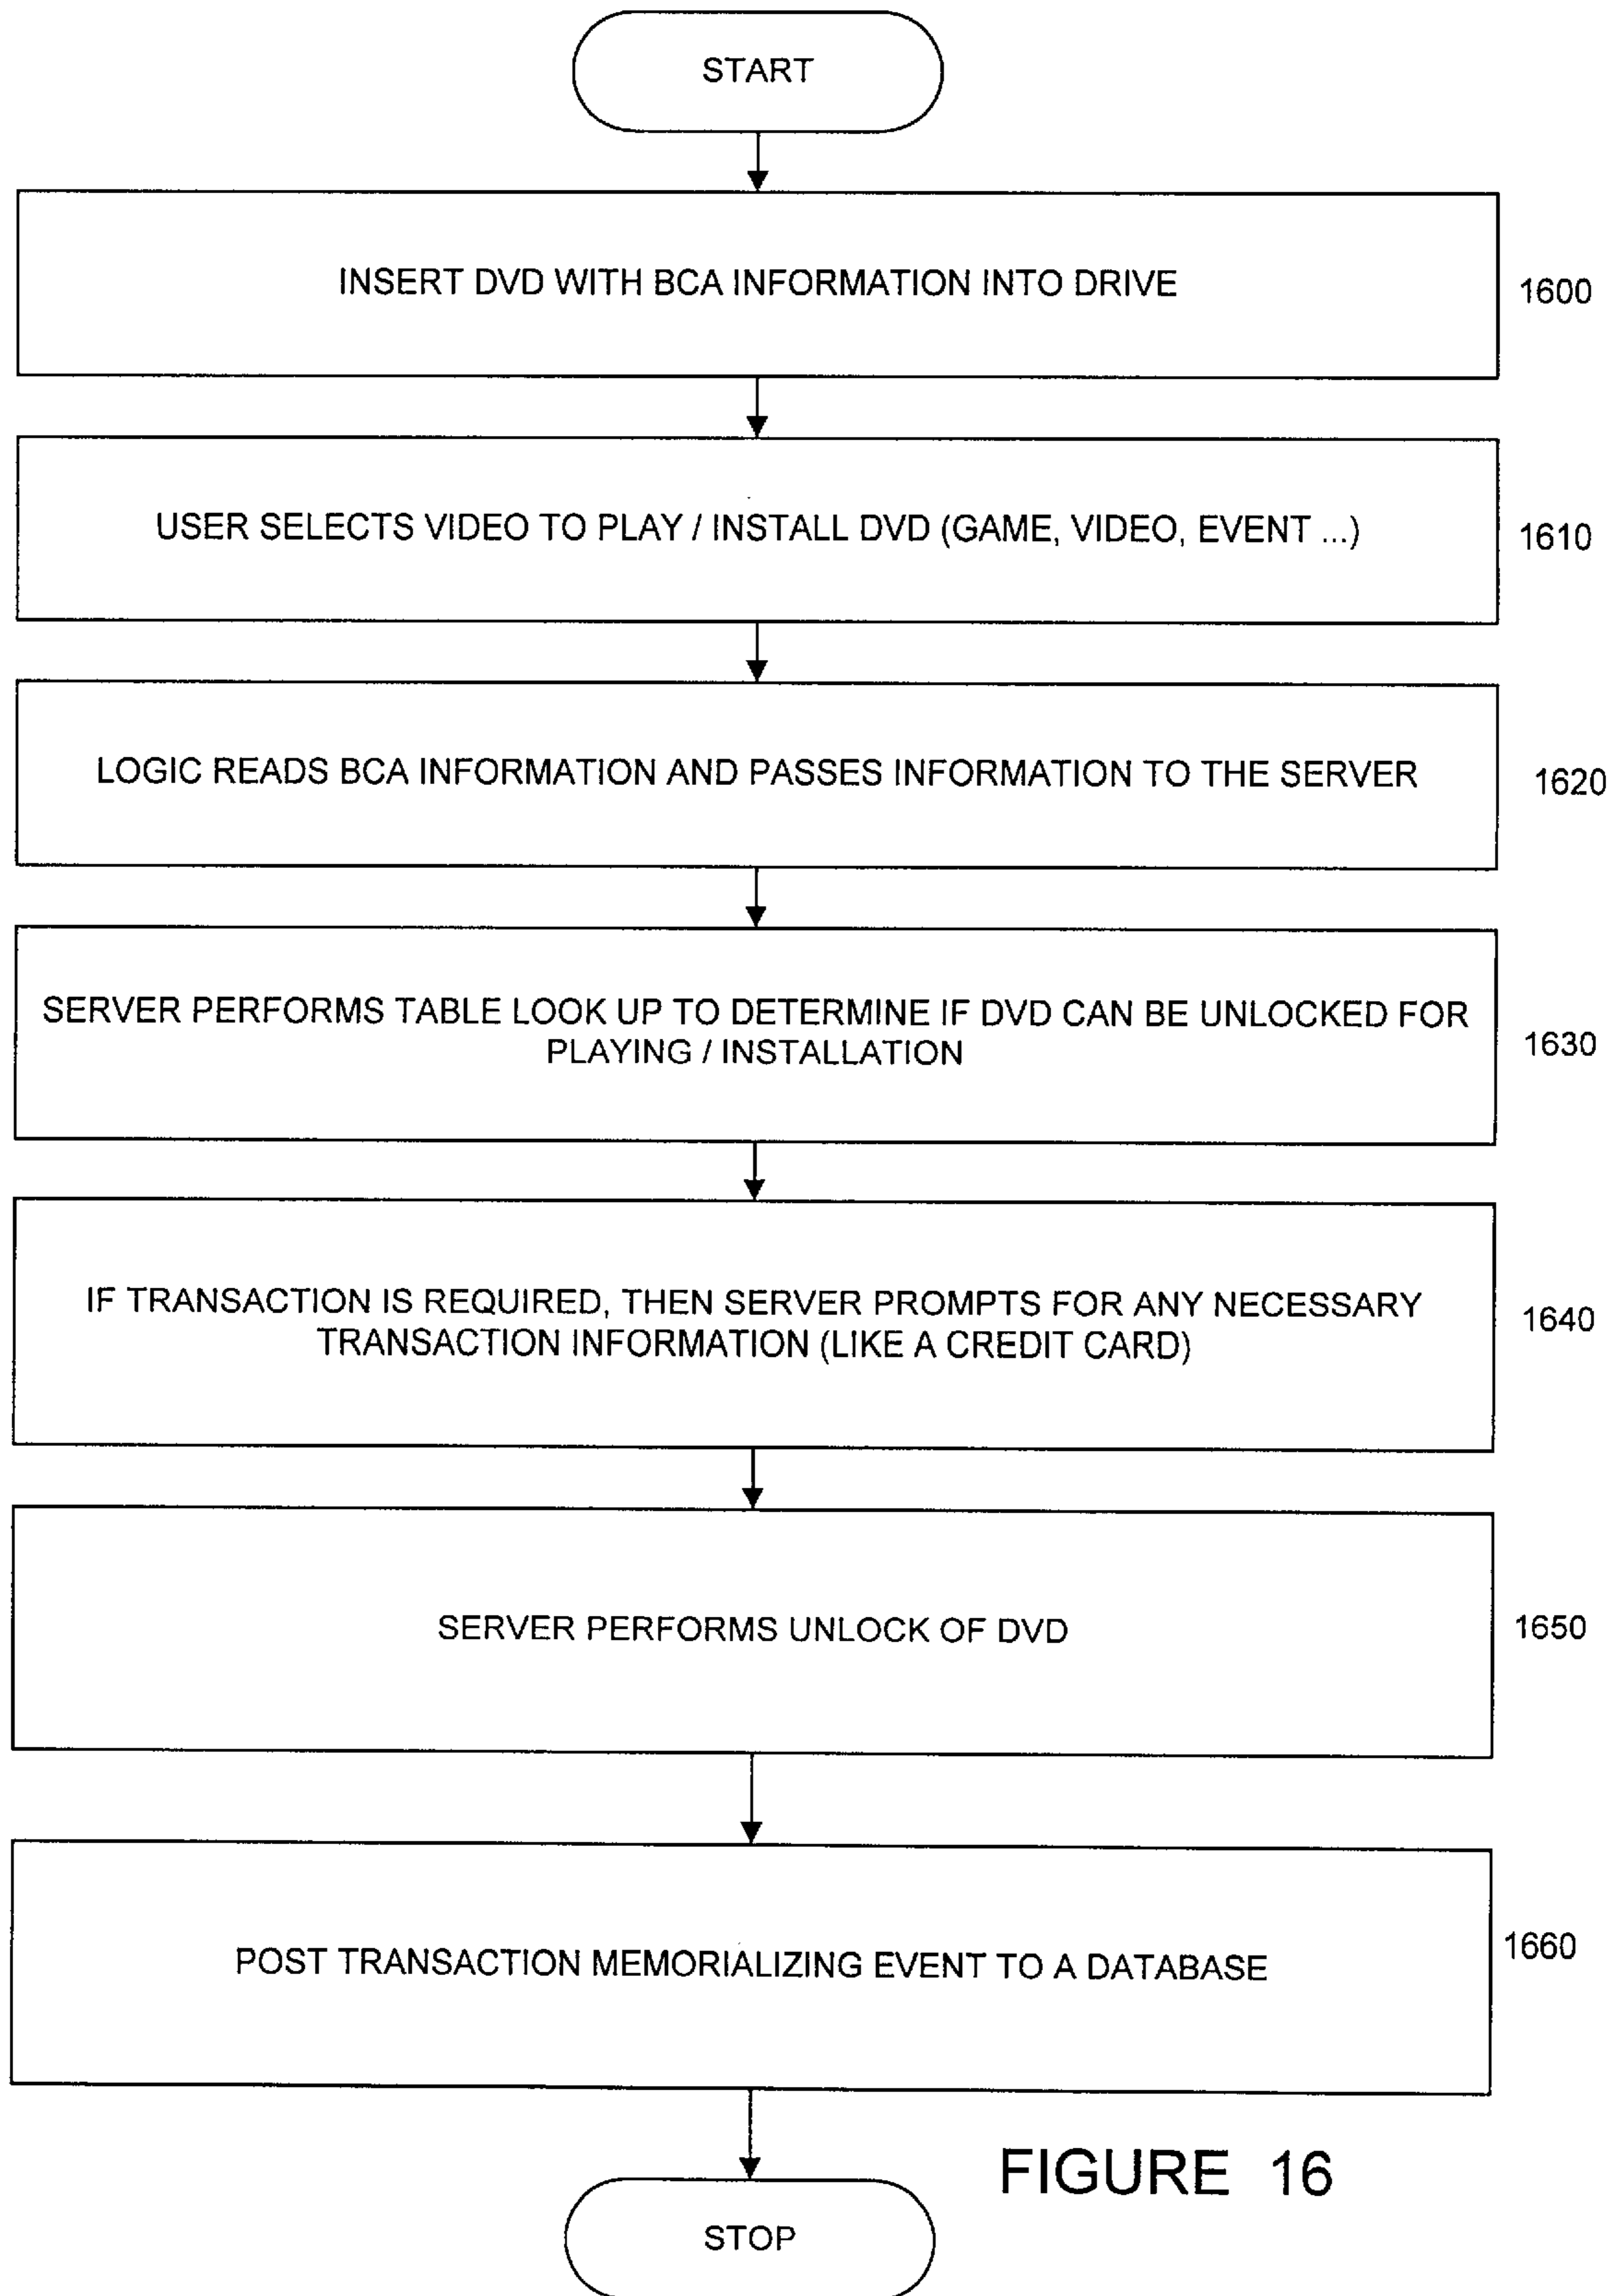 START
INSERT DVD WITH BCA INFORMATION INTO DRIVE
1600
USER SELECTS VIDEO TO PLAY / INSTALL DVD (GAME, VIDEO, EVENT ...)
1610
LOGIC READS BCA INFORMATION AND PASSES INFORMATION TO THE SERVER
1620
SERVER PERFORMS TABLE LOOK UP TO DETERMINE IF DVD CAN BE UNLOCKED FOR
PLAYING / INSTALLATION
1630
IF TRANSACTION IS REQUIRED, THEN SERVER PROMPTS FOR ANY NECESSARY
TRANSACTION INFORMATION (LIKE A CREDIT CARD)
1640
SERVER PERFORMS UNLOCK OF DVD
1650
POST TRANSACTION MEMORIALIZING EVENT TO A DATABASE
1660
FIGURE 16
STOP